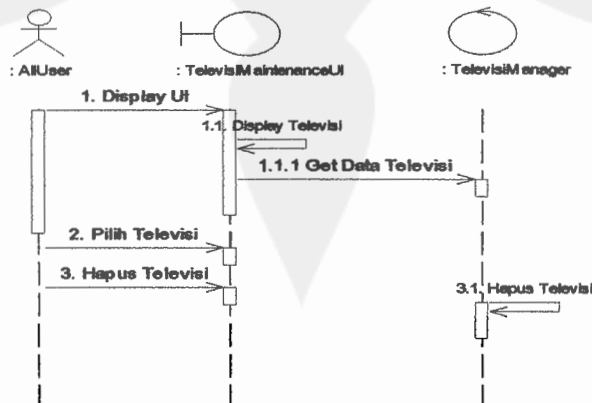 : AllUser
: TelevisiMaintenanceUI
: TelevisiManager
1. Display UI
1.1. Display Televisi
1.1.1 Get Data Televisi
2. Pilih Televisi
3. Hapus Televisi
3.1. Hapus Televisi